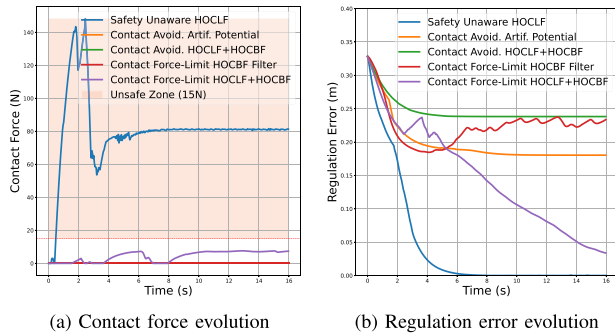 Safety Unaware HOCLF
Contact Avoid. Artif. Potential
Contact Avoid. HOCLF+HOCBF
Contact Force-Limit HOCBF Filter
Contact Force-Limit HOCLF+HOCBF
Unsafe Zone (15N)
Contact Force (N)
140
120
100
80
60
40
20
0
0 2 4 6 8 10 12 14 16
Time (s)
(a) Contact force evolution
Safety Unaware HOCLF
Contact Avoid. Artif. Potential
Contact Avoid. HOCLF+HOCBF
Contact Force-Limit HOCBF Filter
Contact Force-Limit HOCLF+HOCBF
Regulation Error (m)
0.40
0.35
0.30
0.25
0.20
0.15
0.10
0.05
0.00
0 2 4 6 8 10 12 14 16
Time (s)
(b) Regulation error evolution